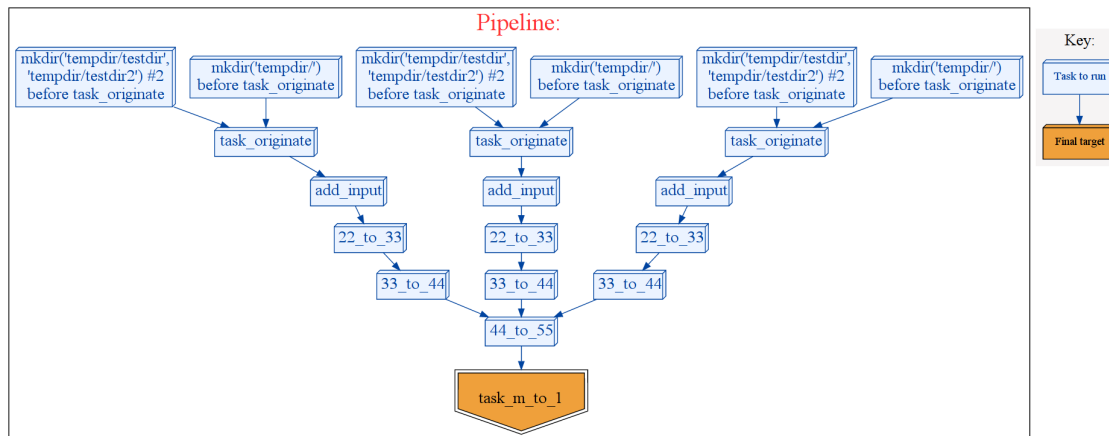 Pipeline:
mkdir('tempdir/testdir',
'tempdir/testdir2') #2
before task_originate
mkdir('tempdir/')
before task_originate
mkdir('tempdir/testdir',
'tempdir/testdir2') #2
before task_originate
mkdir('tempdir/')
before task_originate
mkdir('tempdir/testdir',
'tempdir/testdir2') #2
before task_originate
mkdir('tempdir/')
before task_originate
task_originate
task_originate
task_originate
add_input
add_input
add_input
22_to_33
22_to_33
22_to_33
33_to_44
33_to_44
33_to_44
44_to_55
task_m_to_1
Key:
Task to run
Final target